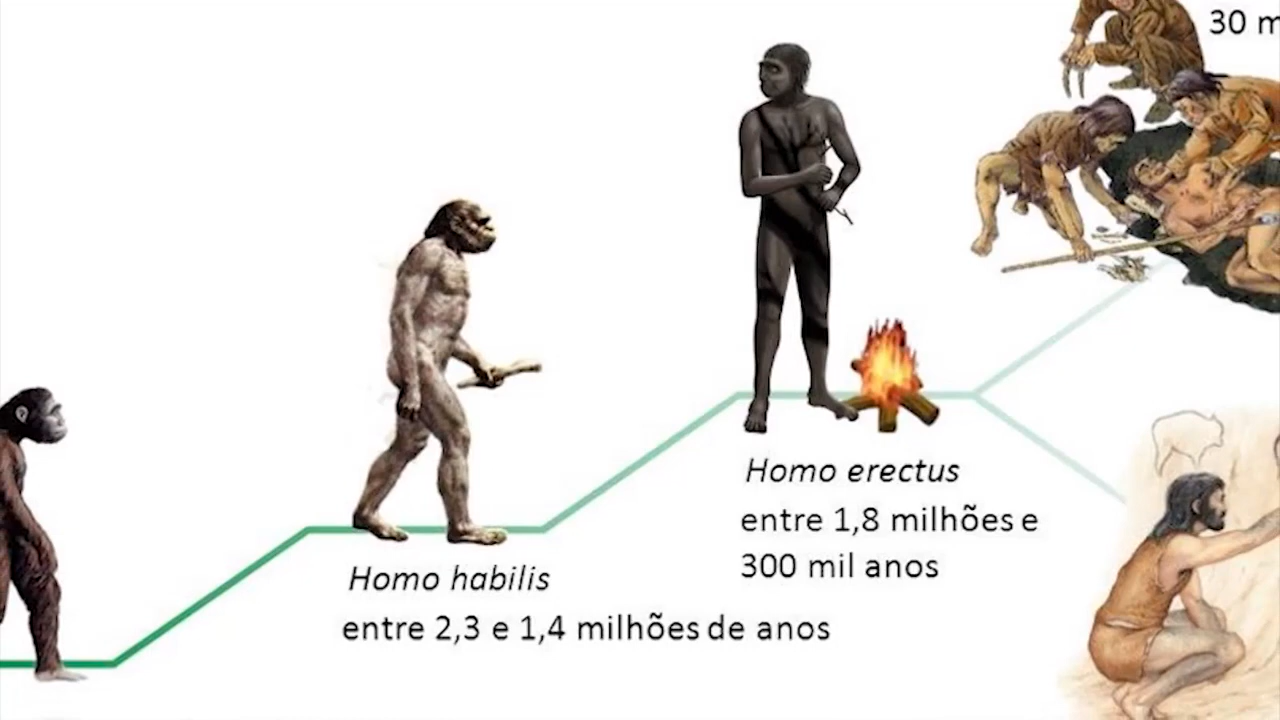 30 m
Homo erectus
entre 1,8 milhões e
300 mil anos
Homo habilis
entre 2,3 e 1,4 milhões de anos